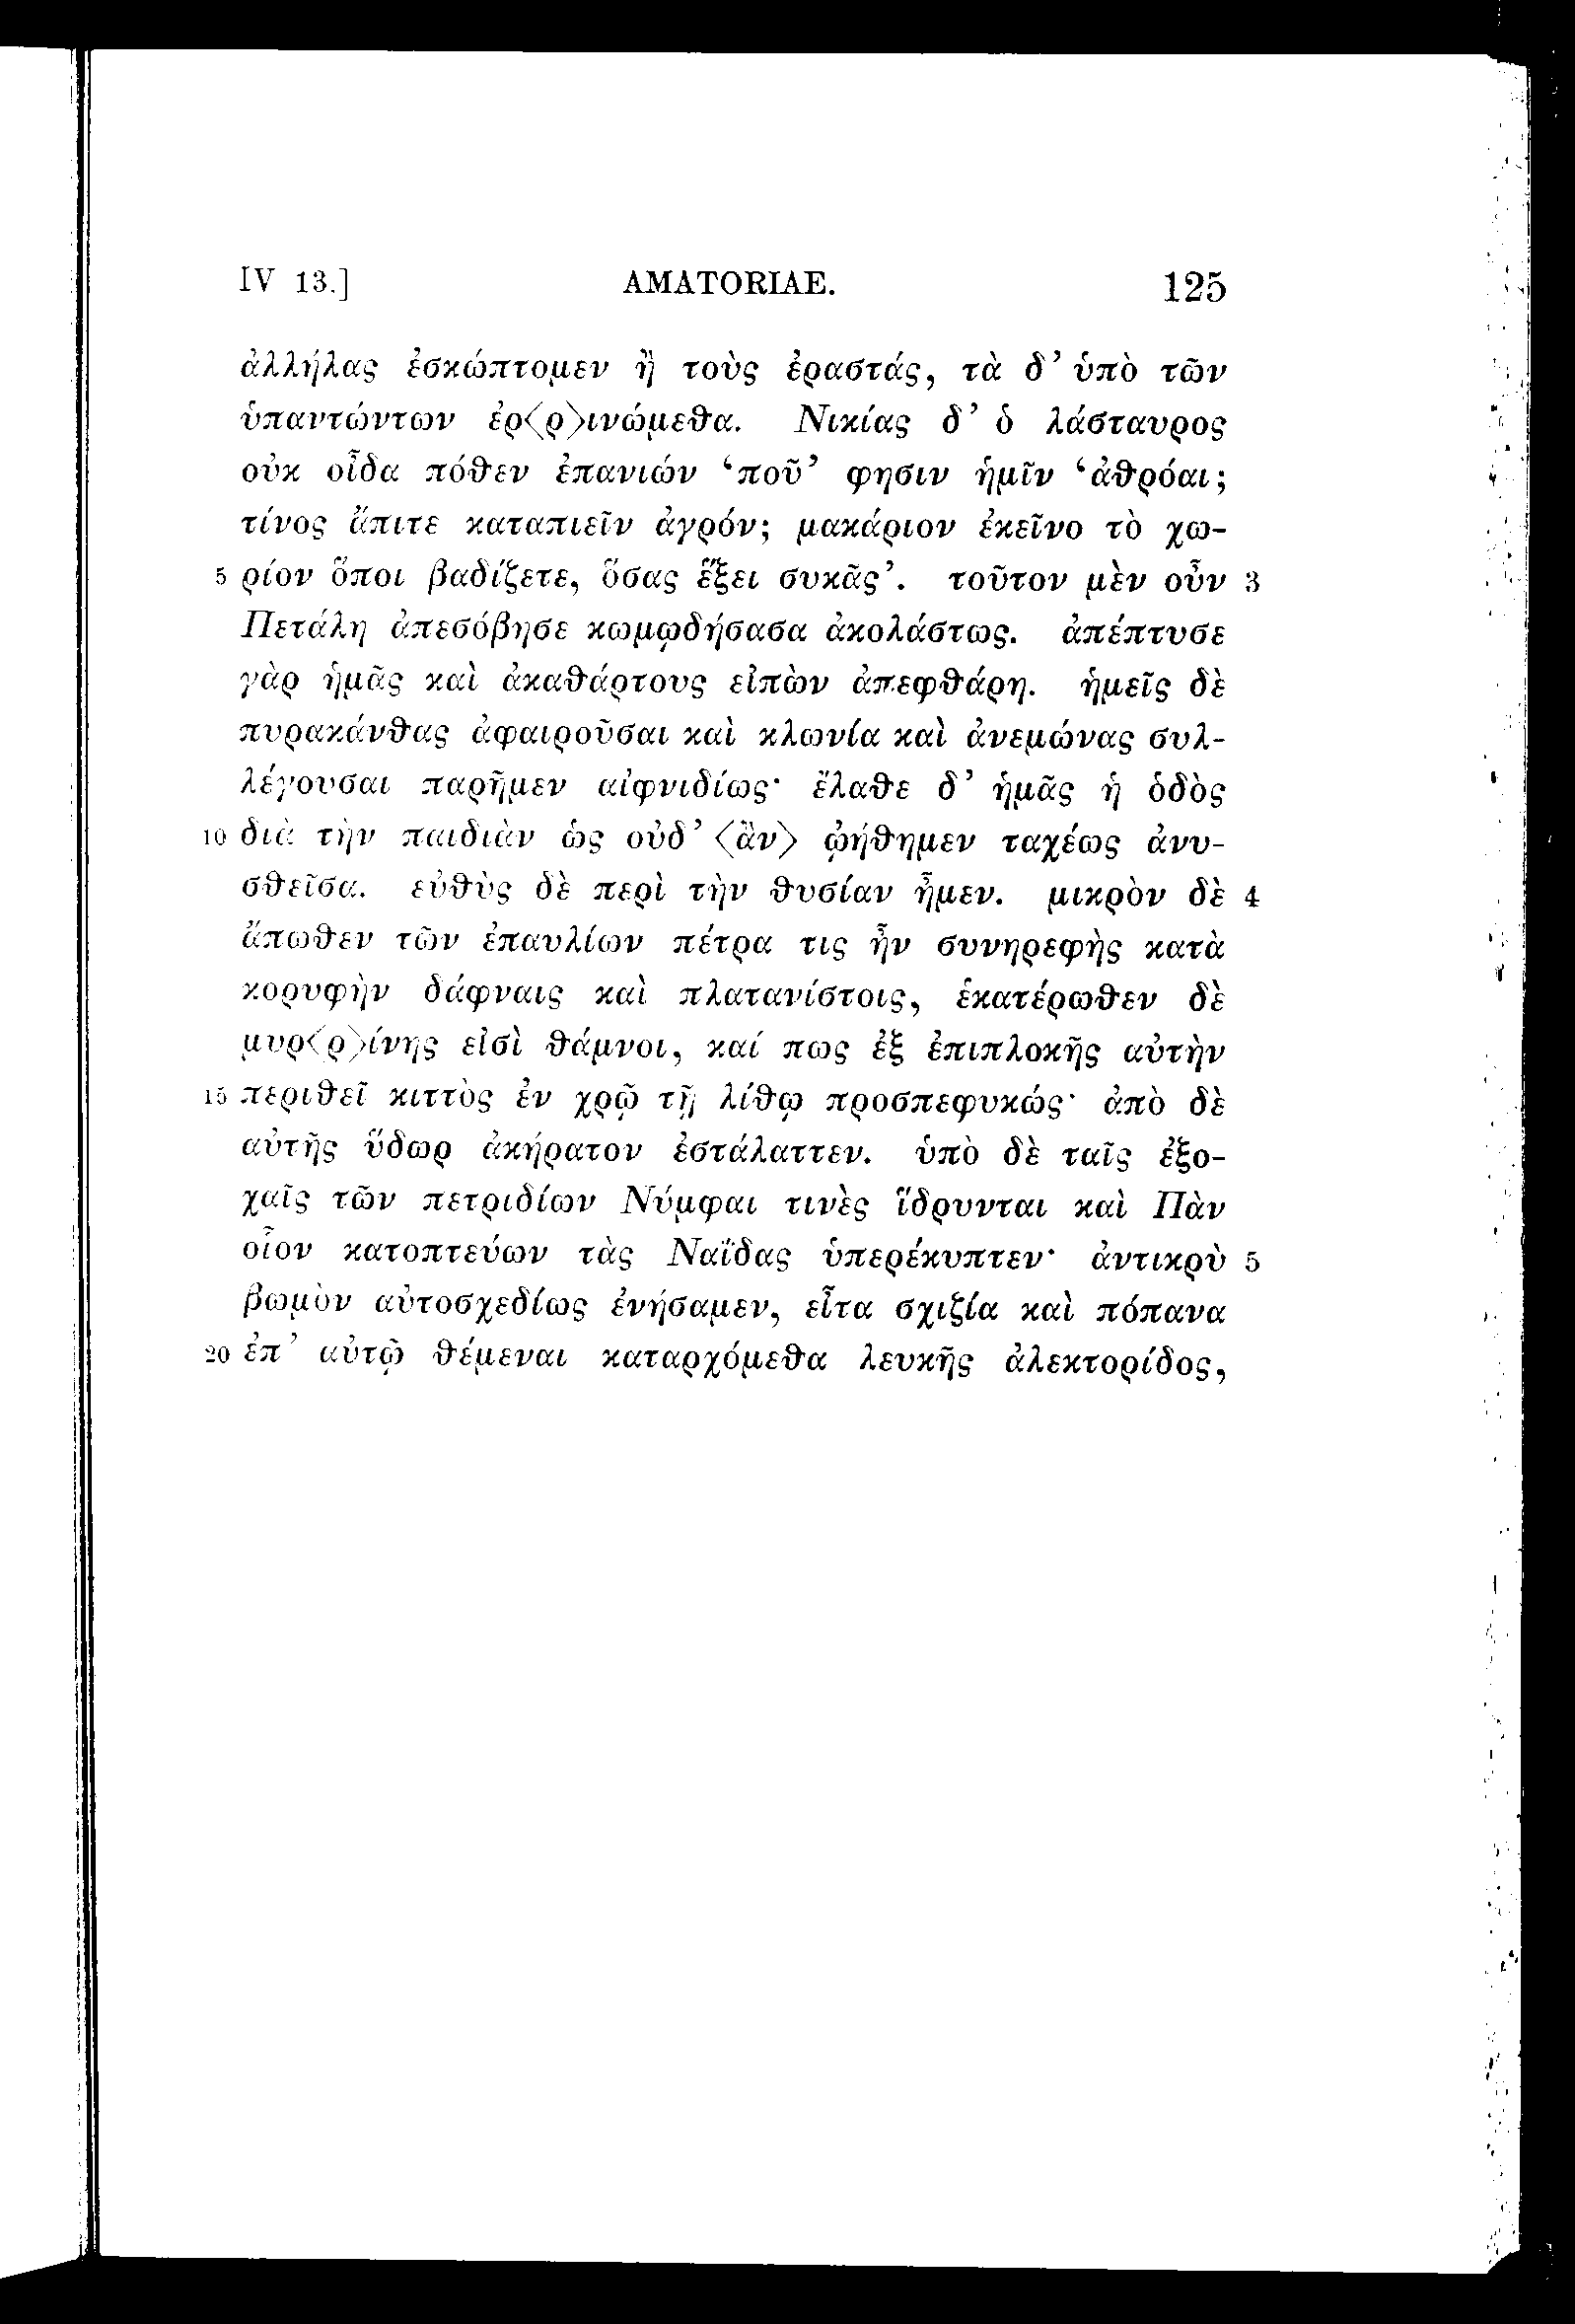 IV 13.] AMATORIAE. 125
ἀλλήλας ἐσκώπτομεν ἢ τοὺς ἐραστάς, τὰ δ’ ὑπὸ τῶν
ὑπαντώντων ἐρ<ρ>ινώμεθα. Νικίας δ’ ὁ λάσταυρος
οὐκ οἶδα πόθεν ἐπανιών ‘ποῦ’ φησιν ἡμῖν ‘ἀθρόαι;
τίνος ἄπιτε καταπιεῖν ἀγρόν; μακάριον ἐκεῖνο τὸ χω-
5 ρίον ὅποι βαδίζετε, ὅσας ἕξει συκᾶς’. τοῦτον μὲν οὖν 3
Πετάλη ἀπεσόβησε κωμῳδήσασα ἀκολάστως. ἀπέπτυσε
γὰρ ἡμᾶς καὶ ἀκαθάρτους εἰπὼν ἀπεφθάρη. ἡμεῖς δὲ
πυρακάνθας ἀφαιροῦσαι καὶ κλωνία καὶ ἀνεμώνας συλ-
λέγουσαι παρῆμεν αἰφνιδίως· ἔλαθε δ’ ἡμᾶς ἡ ὁδὸς
10 διὰ τὴν παιδιὰν ὡς οὐδ’ <ἂν> ᾠήθημεν ταχέως ἀνυ-
σθεῖσα. εὐθὺς δὲ περὶ τὴν θυσίαν ἦμεν. μικρὸν δὲ 4
ἄπωθεν τῶν ἐπαυλίων πέτρα τις ἦν συνηρεφὴς κατὰ
κορυφὴν δάφναις καὶ πλατανίστοις, ἑκατέρωθεν δὲ
μυρ<ρ>ίνης εἰσὶ θάμνοι, καί πως ἐξ ἐπιπλοκῆς αὐτὴν
15 περιθεῖ κιττὸς ἐν χρῷ τῇ λίθῳ προσπεφυκώς· ἀπὸ δὲ
αὐτῆς ὕδωρ ἀκήρατον ἐστάλαττεν. ὑπὸ δὲ ταῖς ἐξο-
χαῖς τῶν πετριδίων Νύμφαι τινὲς ἵδρυνται καὶ Πὰν
οἷον κατοπτεύων τὰς Ναΐδας ὑπερέκυπτεν· ἀντικρὺ 5
βωμὸν αὐτοσχεδίως ἐνήσαμεν, εἶτα σχιζία καὶ πόπανα
20 ἐπ’ αὐτῷ θέμεναι καταρχόμεθα λευκῆς ἀλεκτορίδος,